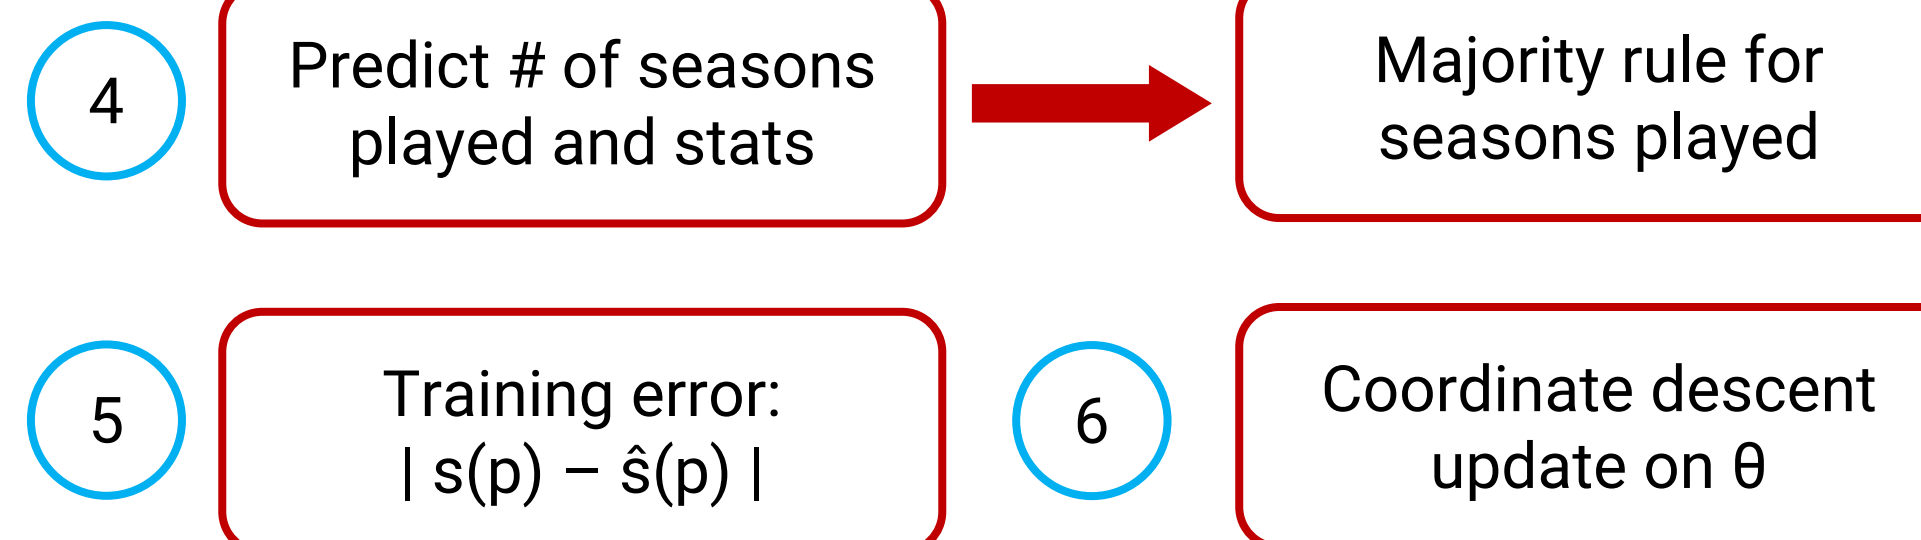 4
Predict # of seasons
played and stats
Majority rule for
seasons played
5
Training error:
| s(p) – ŝ(p) |
6
Coordinate descent
update on θ